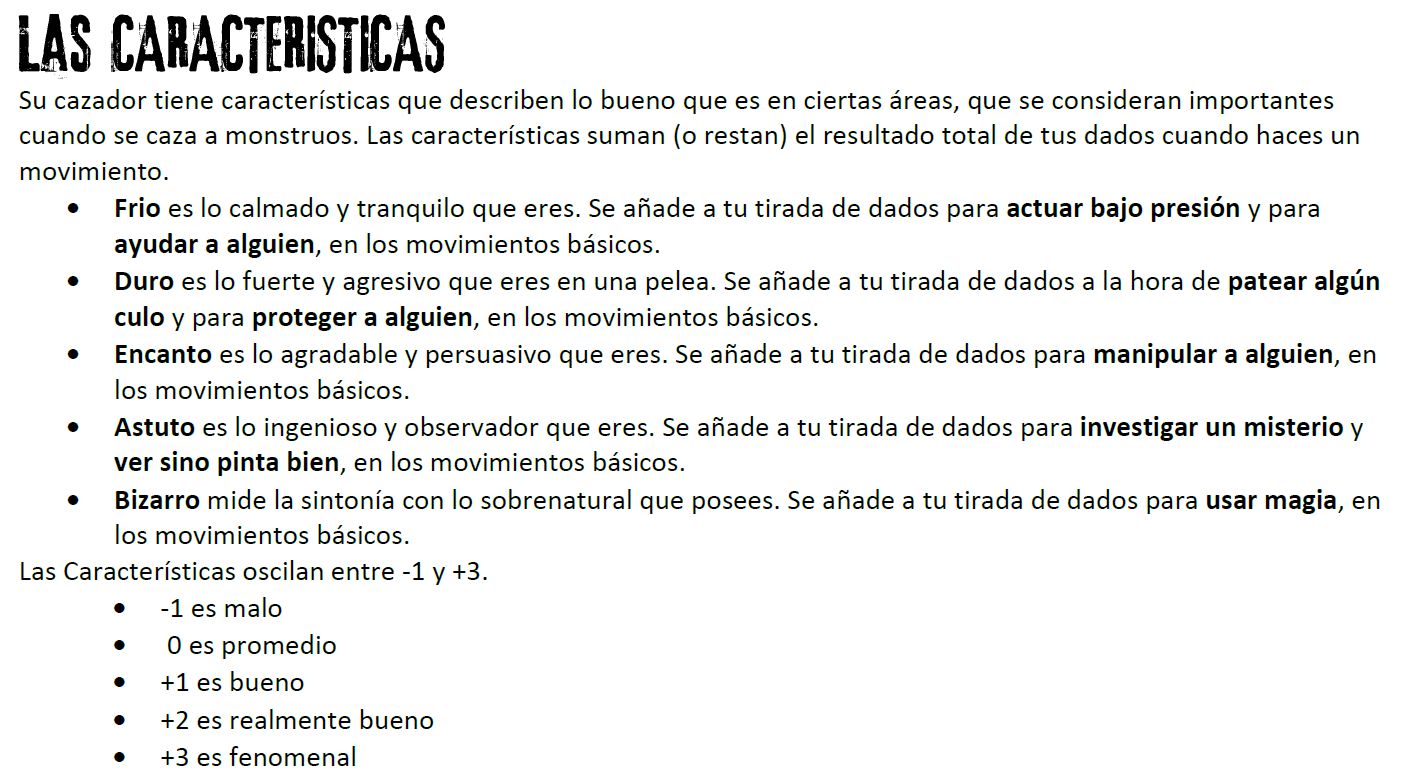 LAS CARACTERISTICAS
Su cazador tiene características que describen lo bueno que es en ciertas áreas, que se consideran importantes
cuando se caza a monstruos. Las características suman (o restan) el resultado total de tus dados cuando haces un
movimiento.
• Frio es lo calmado y tranquilo que eres. Se añade a tu tirada de dados para actuar bajo presión y para
ayudar a alguien, en los movimientos básicos.
• Duro es lo fuerte y agresivo que eres en una pelea. Se añade a tu tirada de dados a la hora de patear algún
culo y para proteger a alguien, en los movimientos básicos.
• Encanto es lo agradable y persuasivo que eres. Se añade a tu tirada de dados para manipular a alguien, en
los movimientos básicos.
• Astuto es lo ingenioso y observador que eres. Se añade a tu tirada de dados para investigar un misterio y
ver sino pinta bien, en los movimientos básicos.
• Bizarro mide la sintonía con lo sobrenatural que posees. Se añade a tu tirada de dados para usar magia, en
los movimientos básicos.
Las Características oscilan entre -1 y +3.
• -1 es malo
• 0 es promedio
• +1 es bueno
• +2 es realmente bueno
• +3 es fenomenal